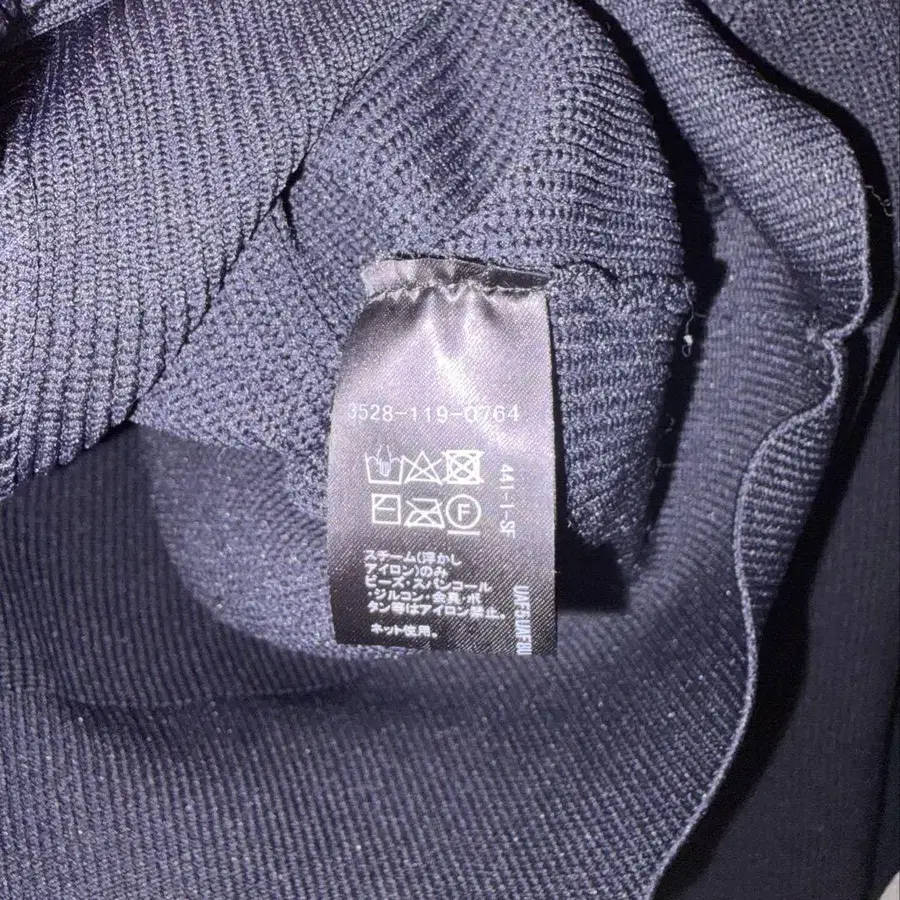 3528-119-0764
441-1-SF
F
スチーム(浮かし
アイロン)のみ
ビーズ・スパンコール
・ジルコン・金具・ボ
タン等はアイロン禁止。
ネット使用。